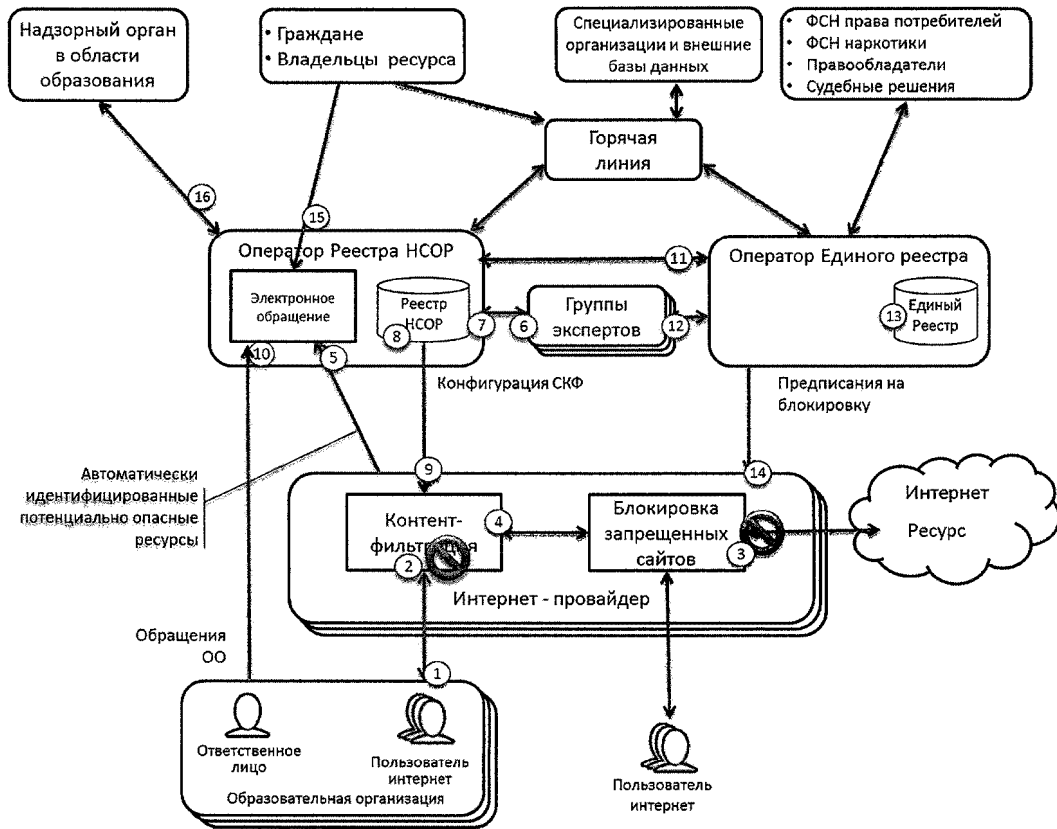 Надзорный орган
в области
образования
• Граждане
• Владельцы ресурса
Специализированные
организации и внешние
базы данных
• ФСН права потребителей
• ФСН наркотики
• Правообладатели
• Судебные решения
Горячая
линия
16
15
Оператор Реестра НСОР
11
Оператор Единого реестра
Электронное
обращение
Реестр
НСОР
8
7
6
Группы
экспертов
12
13
Единый
Реестр
10
5
Конфигурация СКФ
Предписания на
блокировку
Автоматически
идентифицированные
потенциально опасные
ресурсы
9
14
Контент-
фильтрация
2
4
Блокировка
запрещенных
сайтов
3
Интернет
Ресурс
Интернет - провайдер
Обращения
ОО
1
Ответственное
лицо
Пользователь
интернет
Образовательная организация
Пользователь
интернет